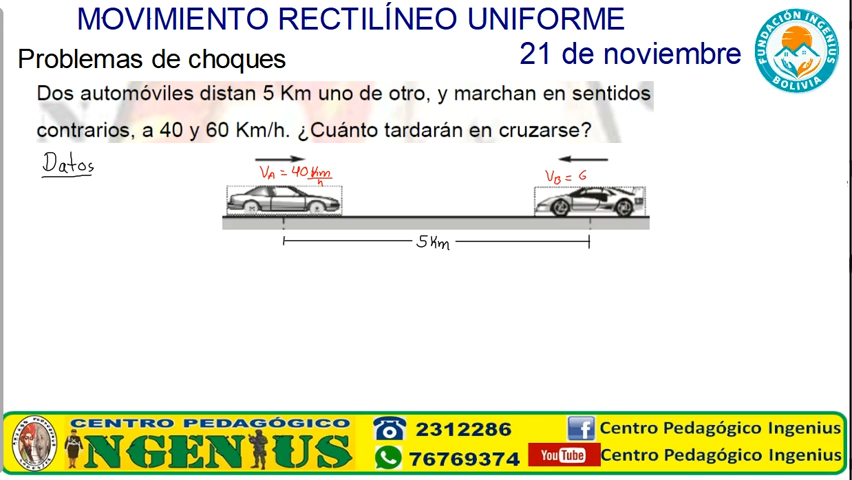 MOVIMIENTO RECTILÍNEO UNIFORME
Problemas de choques
21 de noviembre
FUNDACIÓN INGENIUS
BOLIVIA
Dos automóviles distan 5 Km uno de otro, y marchan en sentidos
contrarios, a 40 y 60 Km/h. ¿Cuánto tardarán en cruzarse?
Datos
VA = 40 Km/h
VB = 6
5 Km
CENTRO PEDAGÓGICO
INGENIUS
2312286
76769374
Centro Pedagógico Ingenius
YouTube Centro Pedagógico Ingenius